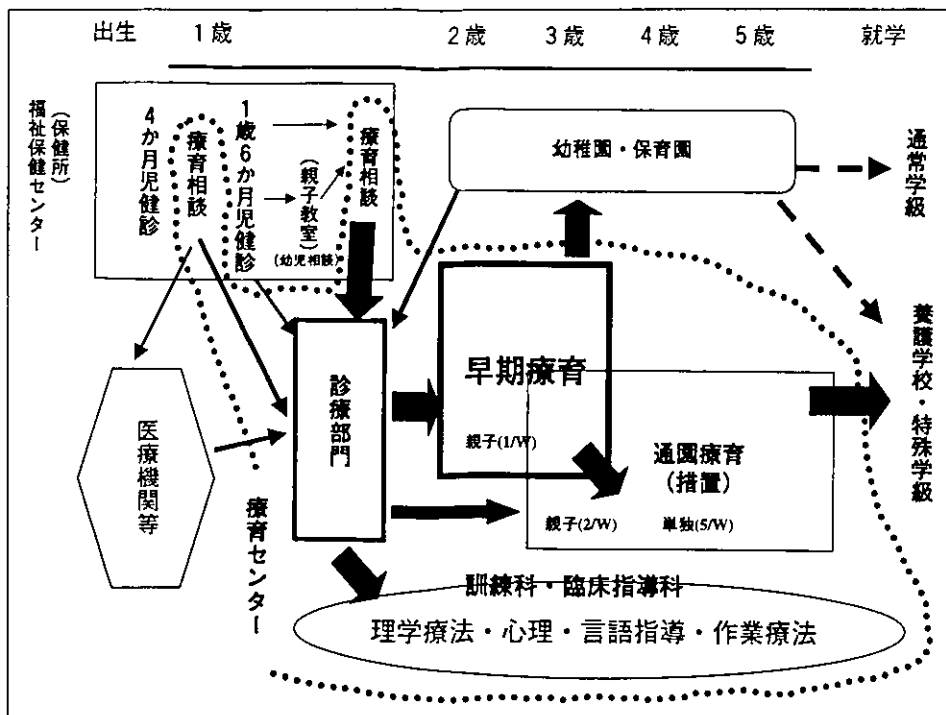 出生 1歳 2歳 3歳 4歳 5歳 就学
(保健所)
福祉保健センター
4か月児健診
療育相談
1歳6か月児健診
(親子教室)
(幼児相談)
療育相談
幼稚園・保育園
通常学級
養護学校・特殊学級
医療機関等
療育センター
診療部門
早期療育
親子(1/W)
通園療育
(措置)
親子(2/W) 単独(5/W)
訓練科・臨床指導科
理学療法・心理・言語指導・作業療法